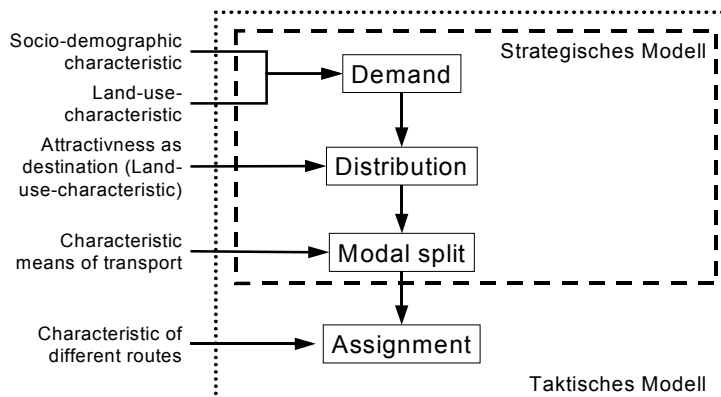 Socio-demographic
characteristic
Strategisches Modell
Demand
Land-use-
characteristic
Attractivness as
destination (Land-
use-characteristic)
Distribution
Characteristic
means of transport
Modal split
Characteristic of
different routes
Assignment
Taktisches Modell